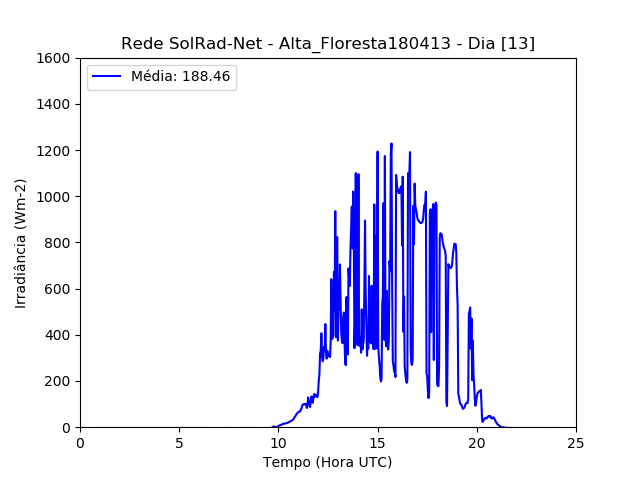 Rede SolRad-Net - Alta_Floresta180413 - Dia [13]
Média: 188.46
Irradiância (Wm-2)
1600
1400
1200
1000
800
600
400
200
0
0 5 10 15 20 25
Tempo (Hora UTC)